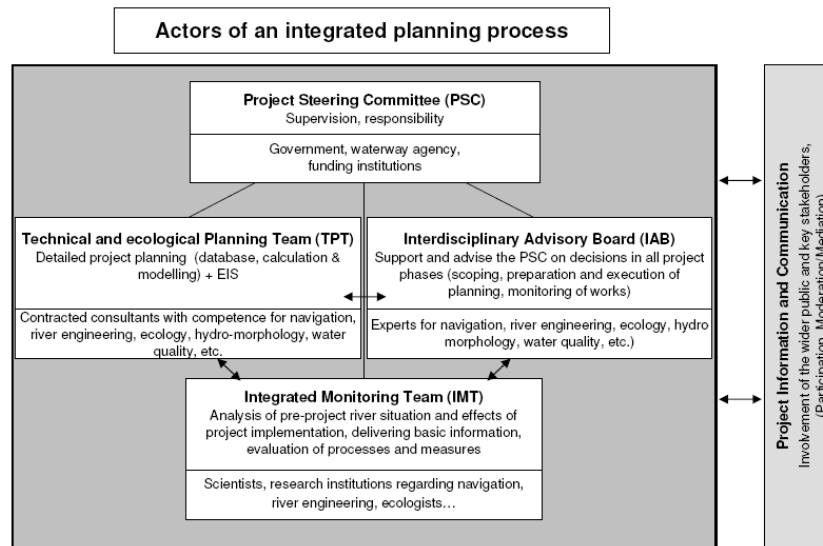 Actors of an integrated planning process
Project Steering Committee (PSC)
Supervision, responsibility
Government, waterway agency,
funding institutions
Technical and ecological Planning Team (TPT)
Detailed project planning (database, calculation &
modelling) + EIS
Contracted consultants with competence for navigation,
river engineering, ecology, hydro-morphology, water
quality, etc.
Interdisciplinary Advisory Board (IAB)
Support and advise the PSC on decisions in all project
phases (scoping, preparation and execution of
planning, monitoring of works)
Experts for navigation, river engineering, ecology, hydro
morphology, water quality, etc.)
Integrated Monitoring Team (IMT)
Analysis of pre-project river situation and effects of
project implementation, delivering basic information,
evaluation of processes and measures
Scientists, research institutions regarding navigation,
river engineering, ecologists…
Project Information and Communication
Involvement of the wider public and key stakeholders,
(Participation, Moderation/Mediation)